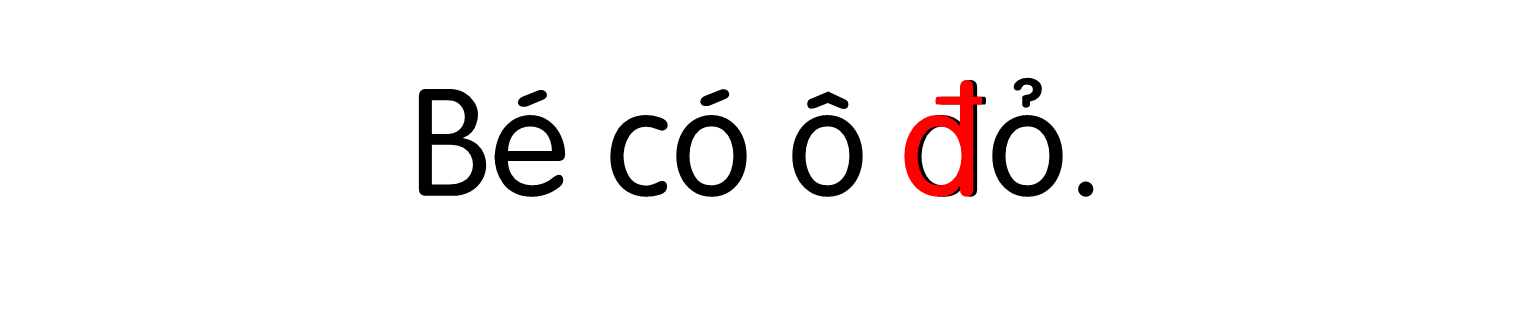 Bé có ô đỏ.